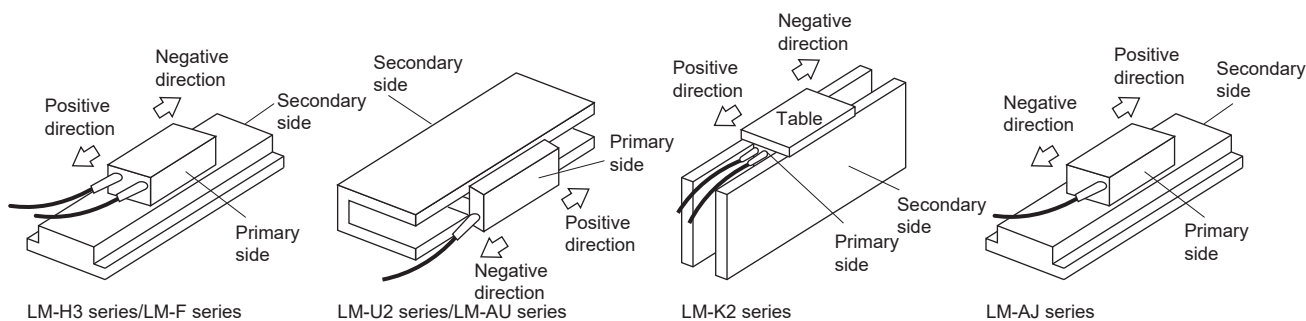 Negative
direction
Positive
direction
Secondary
side
Primary
side
LM-H3 series/LM-F series
Secondary
side
Primary
side
Positive
direction
Negative
direction
LM-U2 series/LM-AU series
Negative
direction
Positive
direction
Table
Secondary
side
Primary
side
LM-K2 series
Positive
direction
Secondary
side
Negative
direction
Primary
side
LM-AJ series